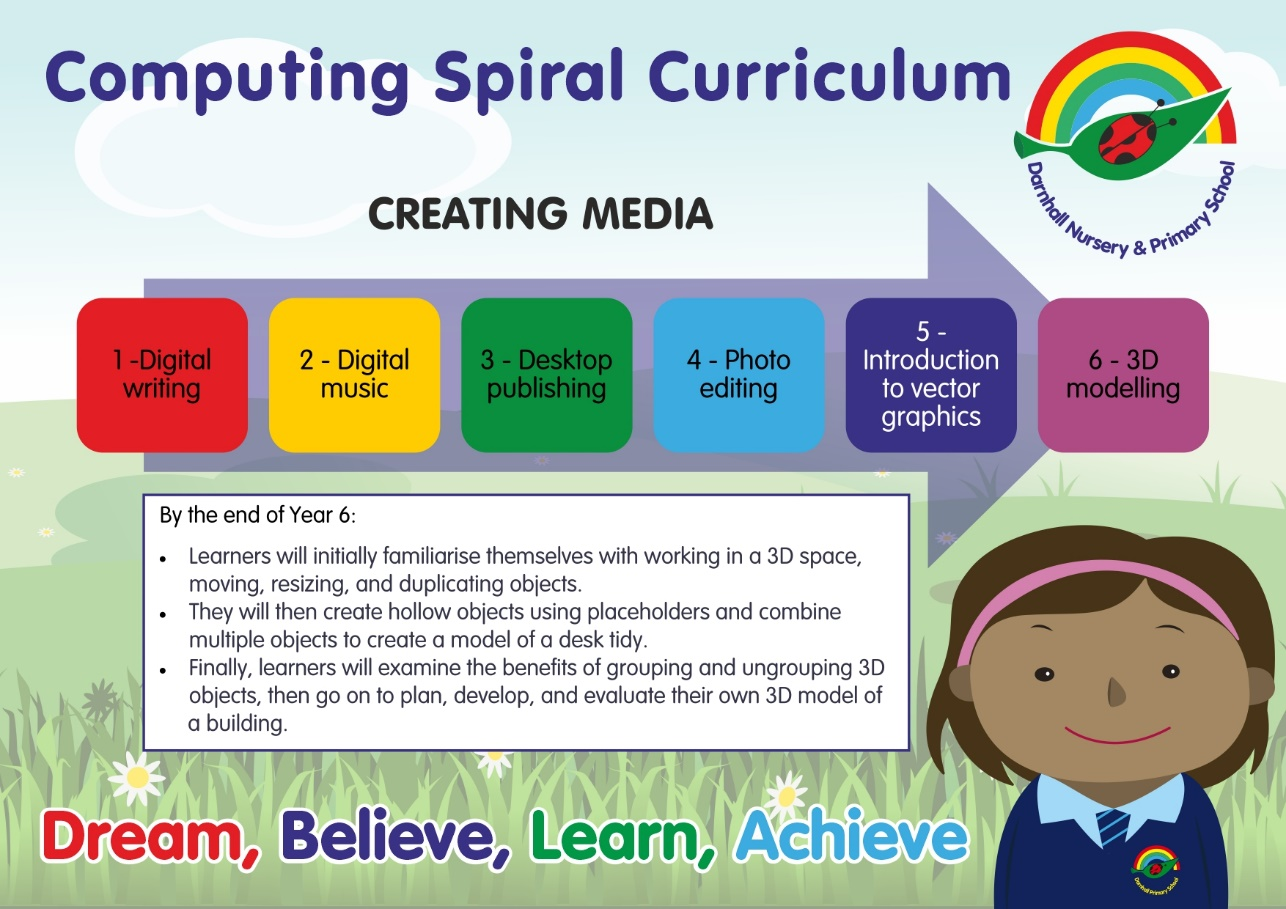 Computing Spiral Curriculum
Darnhall Nursery & Primary School
CREATING MEDIA
1 -Digital
writing
2 - Digital
music
3 - Desktop
publishing
4 - Photo
editing
5 -
Introduction
to vector
graphics
6 - 3D
modelling
By the end of Year 6:
• Learners will initially familiarise themselves with working in a 3D space,
moving, resizing, and duplicating objects.
• They will then create hollow objects using placeholders and combine
multiple objects to create a model of a desk tidy.
• Finally, learners will examine the benefits of grouping and ungrouping 3D
objects, then go on to plan, develop, and evaluate their own 3D model of
a building.
Dream, Believe, Learn, Achieve
Darnhall Primary School